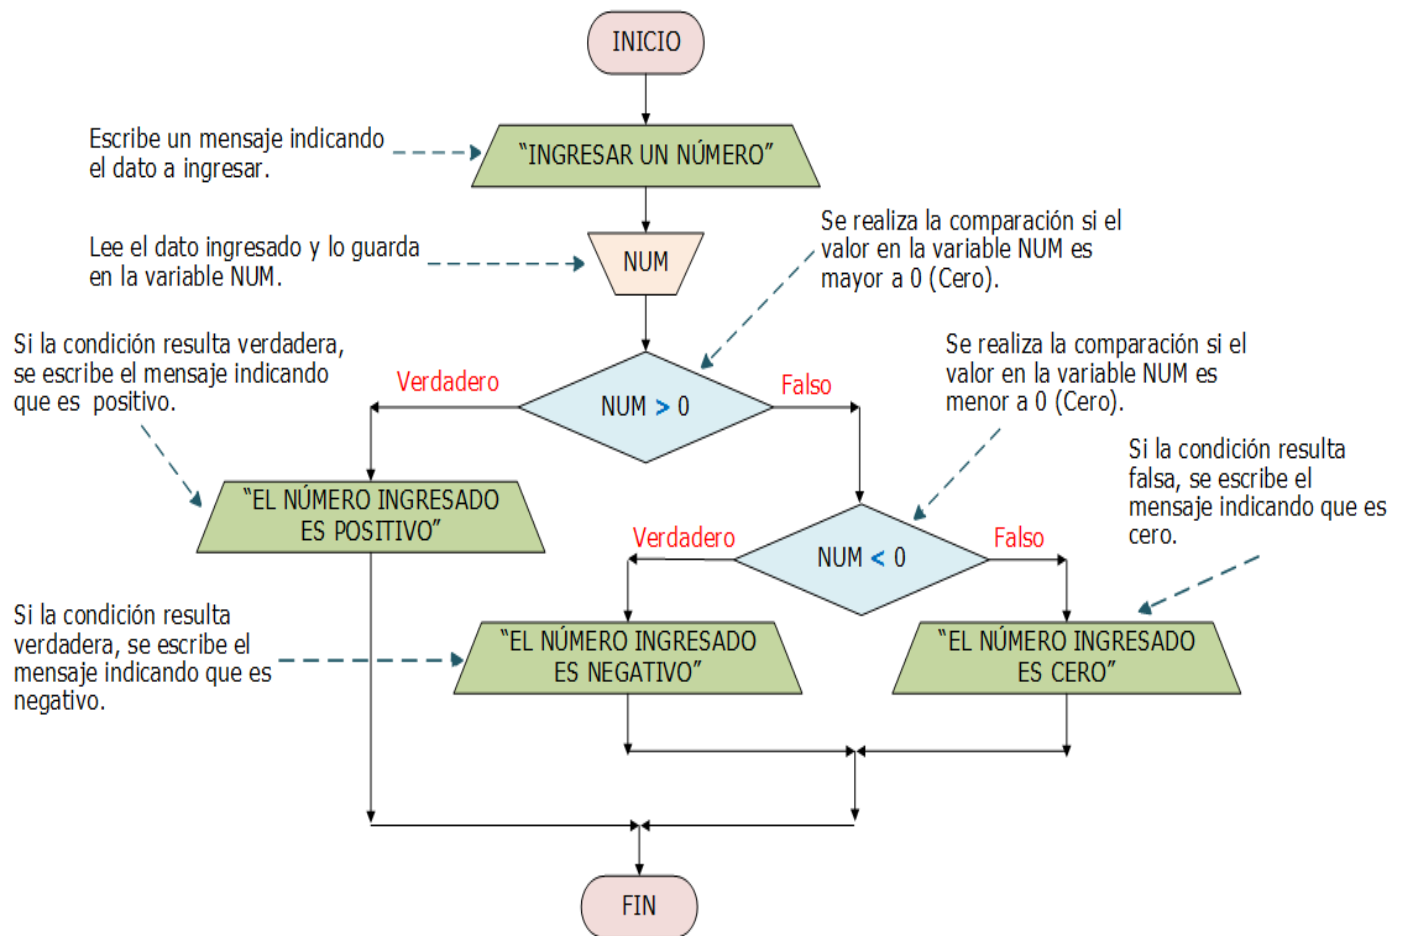 INICIO
Escribe un mensaje indicando
el dato a ingresar.
“INGRESAR UN NÚMERO”
Lee el dato ingresado y lo guarda
en la variable NUM.
NUM
Se realiza la comparación si el
valor en la variable NUM es
mayor a 0 (Cero).
Si la condición resulta verdadera,
se escribe el mensaje indicando
que es positivo.
Verdadero
NUM > 0
Falso
Se realiza la comparación si el
valor en la variable NUM es
menor a 0 (Cero).
“EL NÚMERO INGRESADO
ES POSITIVO”
Verdadero
NUM < 0
Falso
Si la condición resulta
falsa, se escribe el
mensaje indicando que es
cero.
Si la condición resulta
verdadera, se escribe el
mensaje indicando que es
negativo.
“EL NÚMERO INGRESADO
ES NEGATIVO”
“EL NÚMERO INGRESADO
ES CERO”
FIN